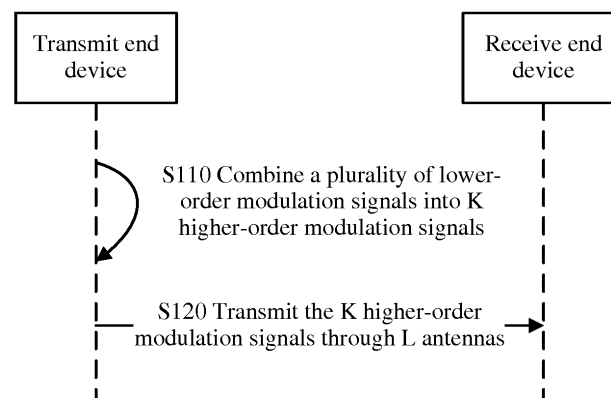 Transmit end
device
Receive end
device
S110 Combine a plurality of lower-
order modulation signals into K
higher-order modulation signals
S120 Transmit the K higher-order
modulation signals through L antennas